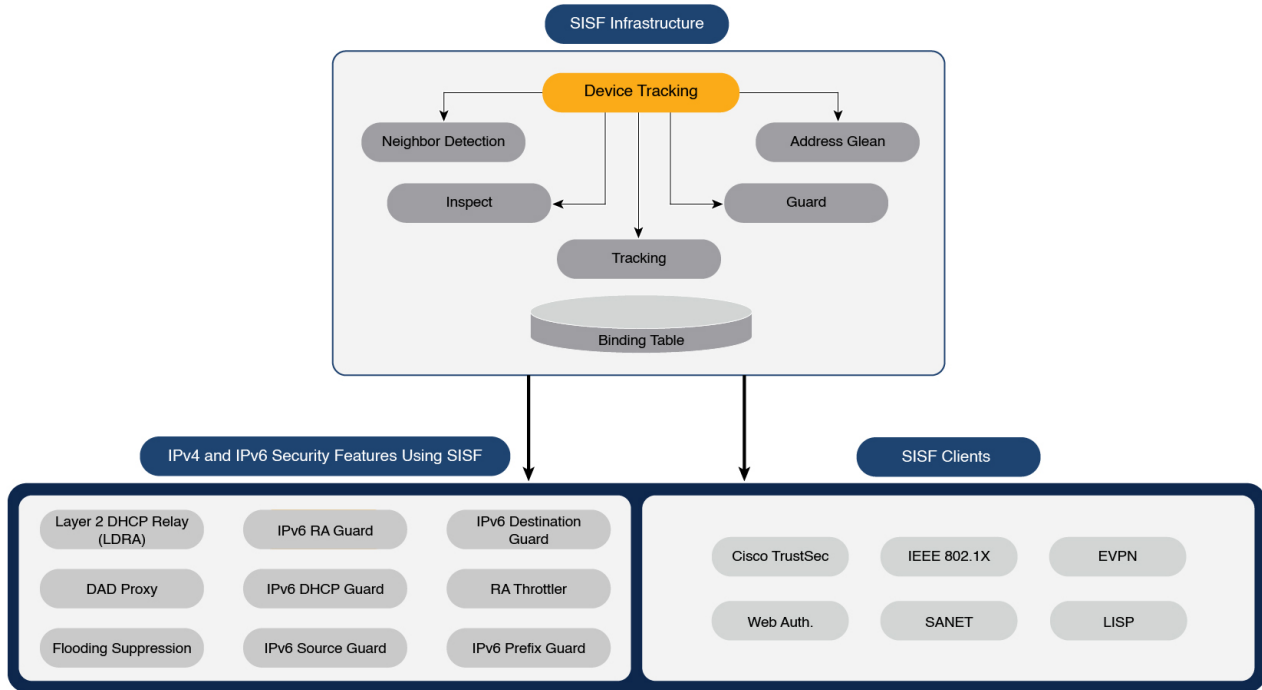 SISF Infrastructure
Device Tracking
Neighbor Detection
Address Glean
Inspect
Guard
Tracking
Binding Table
IPv4 and IPv6 Security Features Using SISF
SISF Clients
Layer 2 DHCP Relay
(LDRA)
IPv6 RA Guard
IPv6 Destination
Guard
DAD Proxy
IPv6 DHCP Guard
RA Throttler
Flooding Suppression
IPv6 Source Guard
IPv6 Prefix Guard
Cisco TrustSec
IEEE 802.1X
EVPN
Web Auth.
SANET
LISP